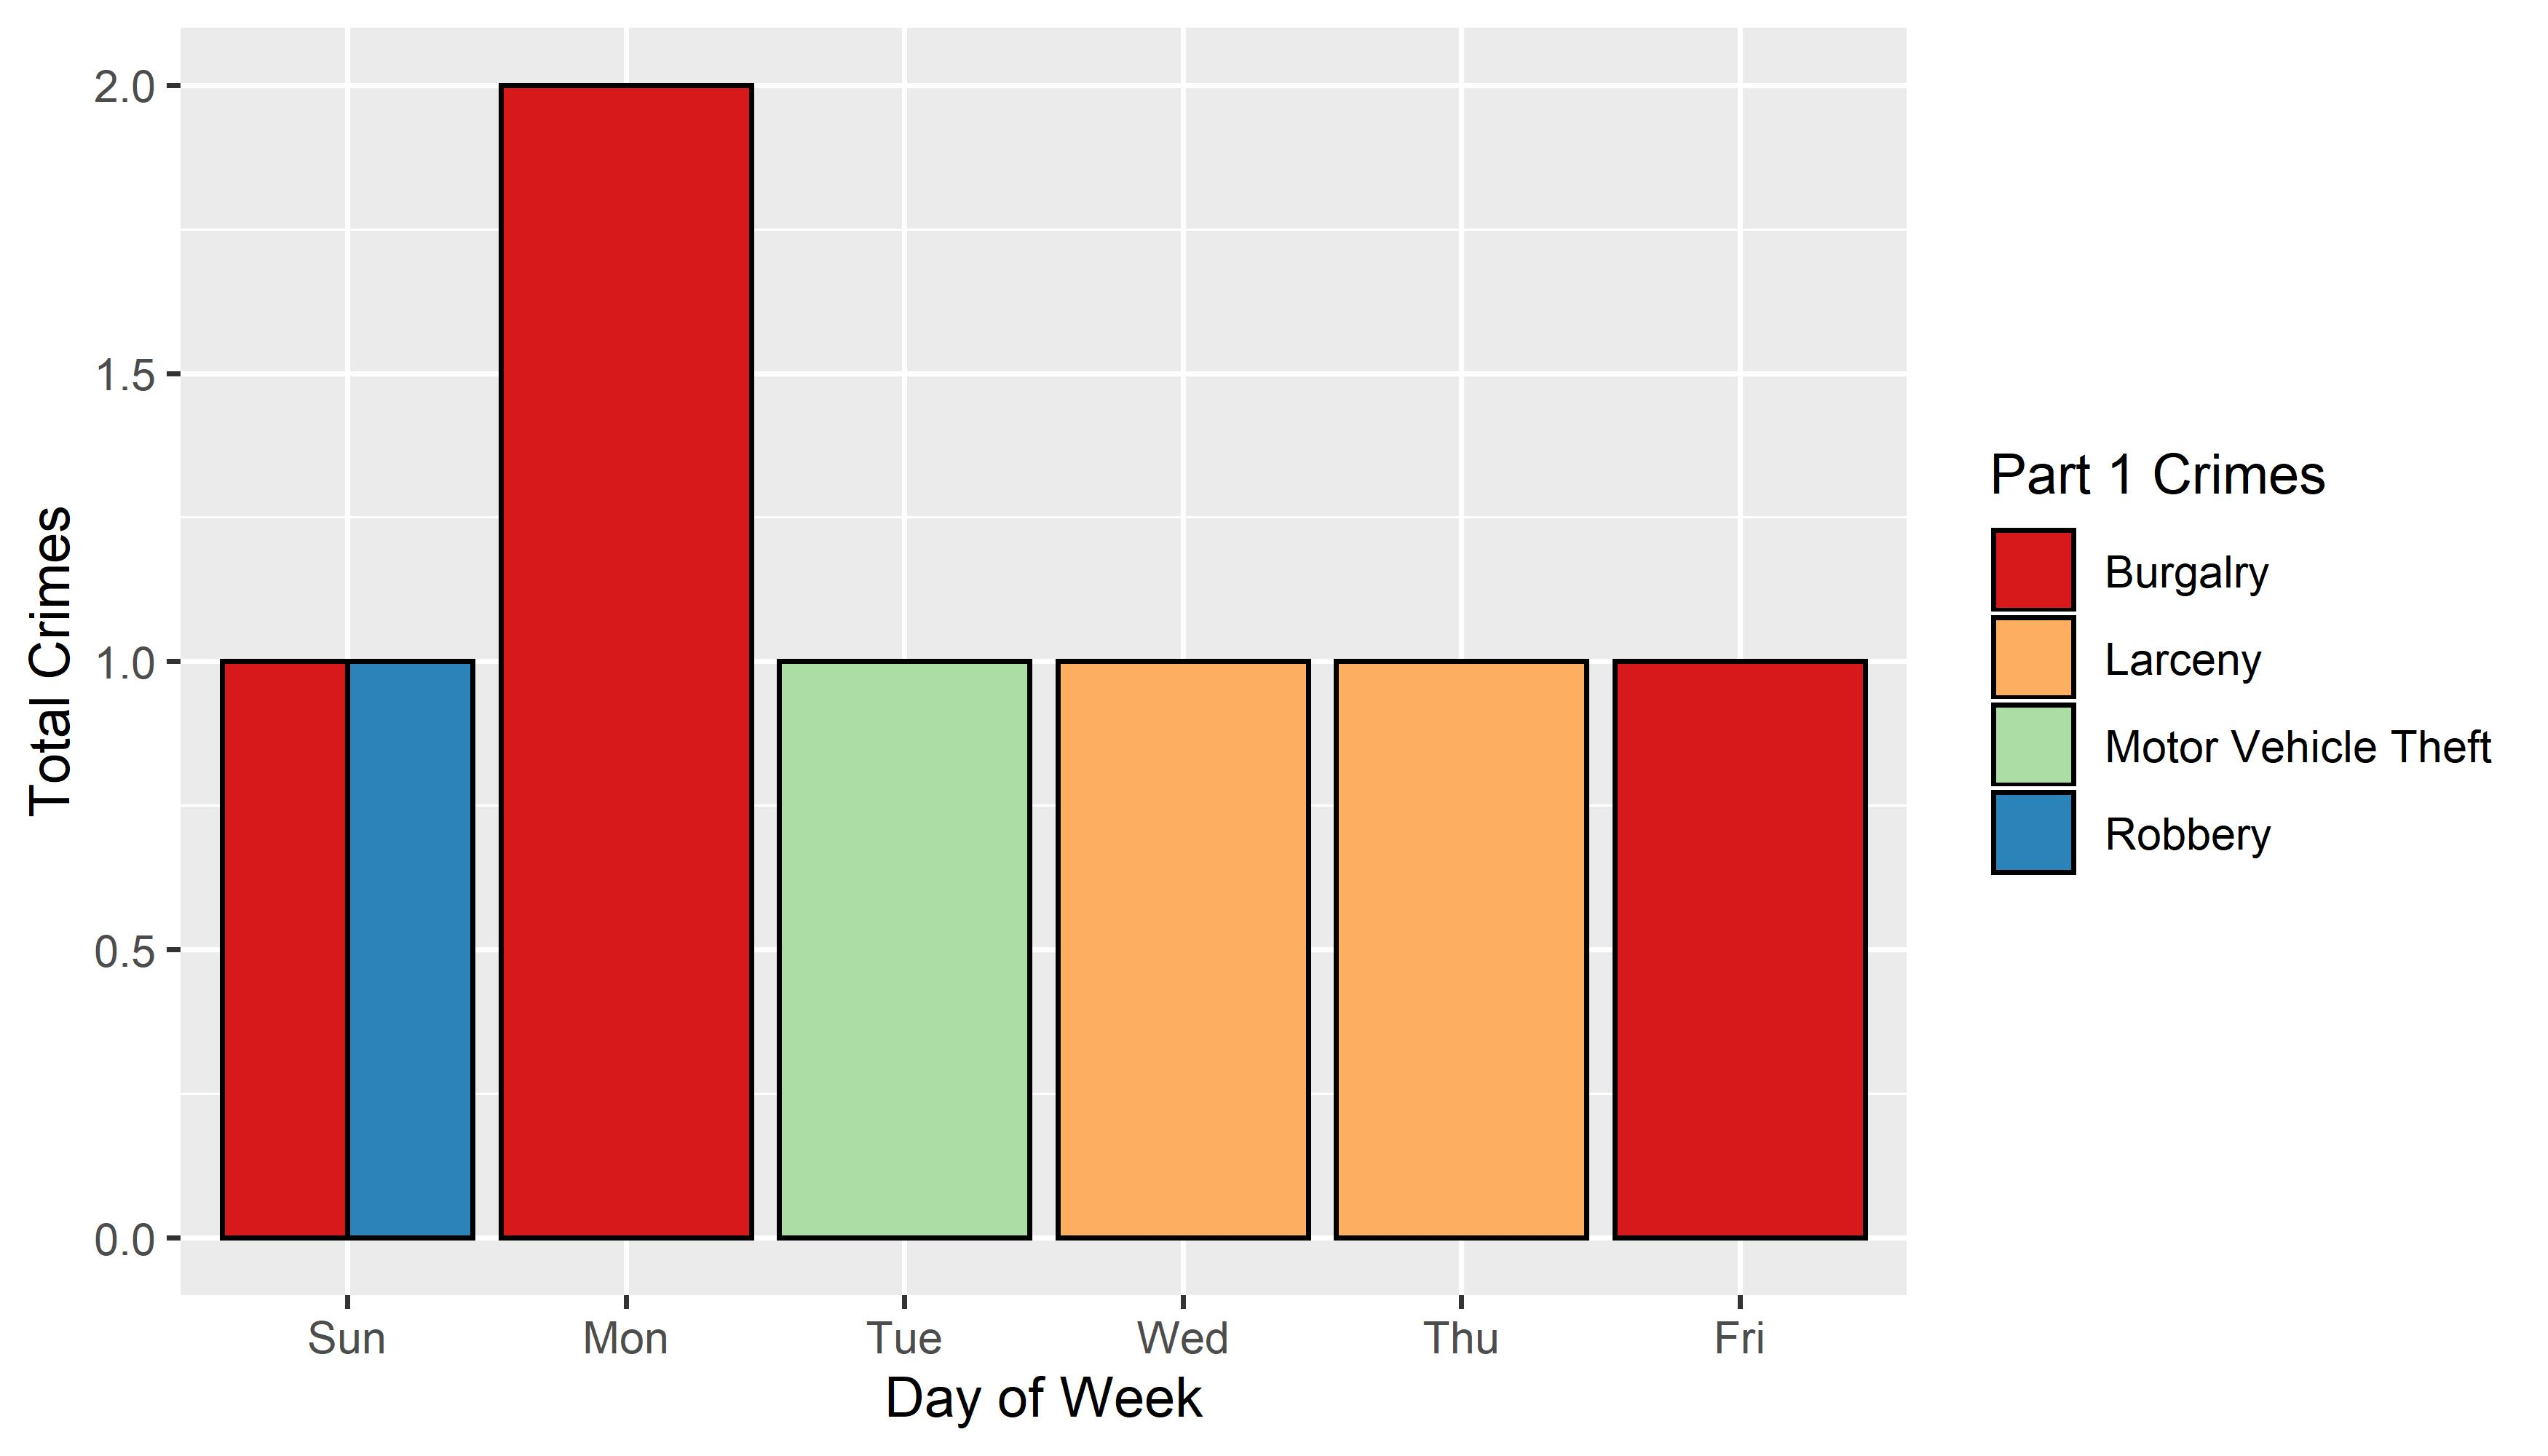 2.0
1.5
1.0
0.5
0.0
Total Crimes
Sun Mon Tue Wed Thu Fri
Day of Week
Part 1 Crimes
Burgalry
Larceny
Motor Vehicle Theft
Robbery